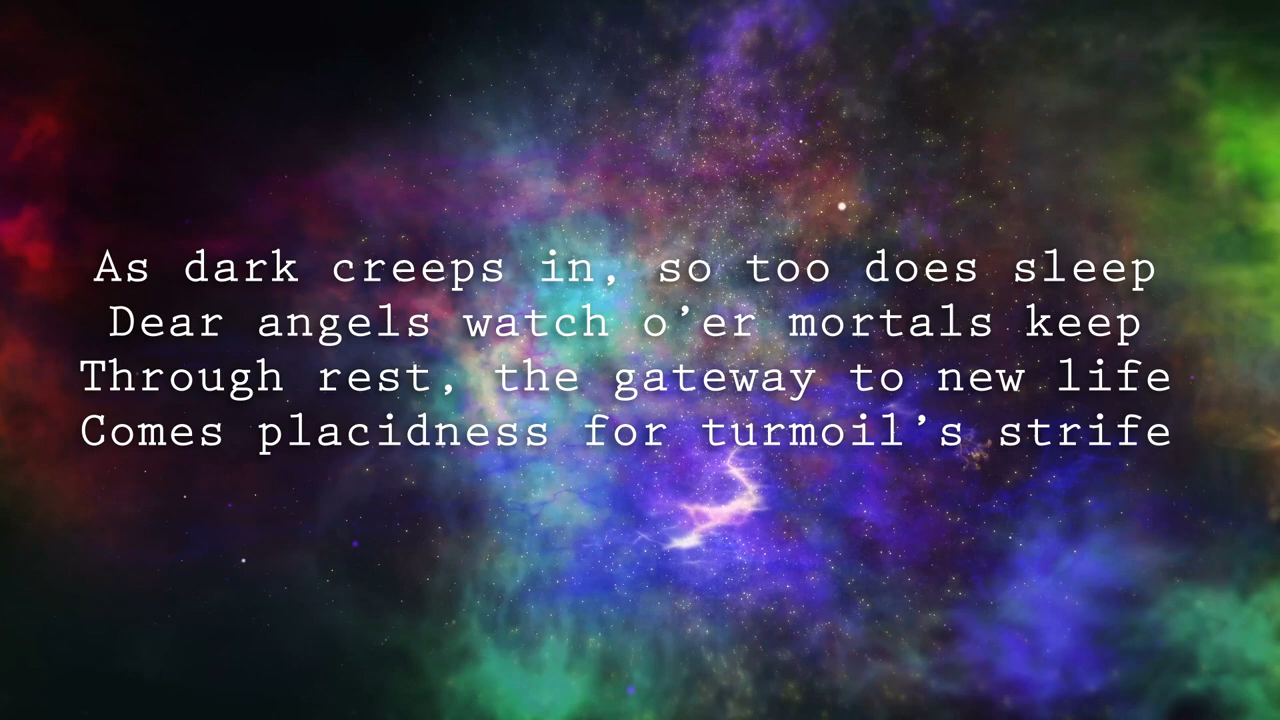 As dark creeps in, so too does sleep
Dear angels watch o’er mortals keep
Through rest, the gateway to new life
Comes placidness for turmoil’s strife